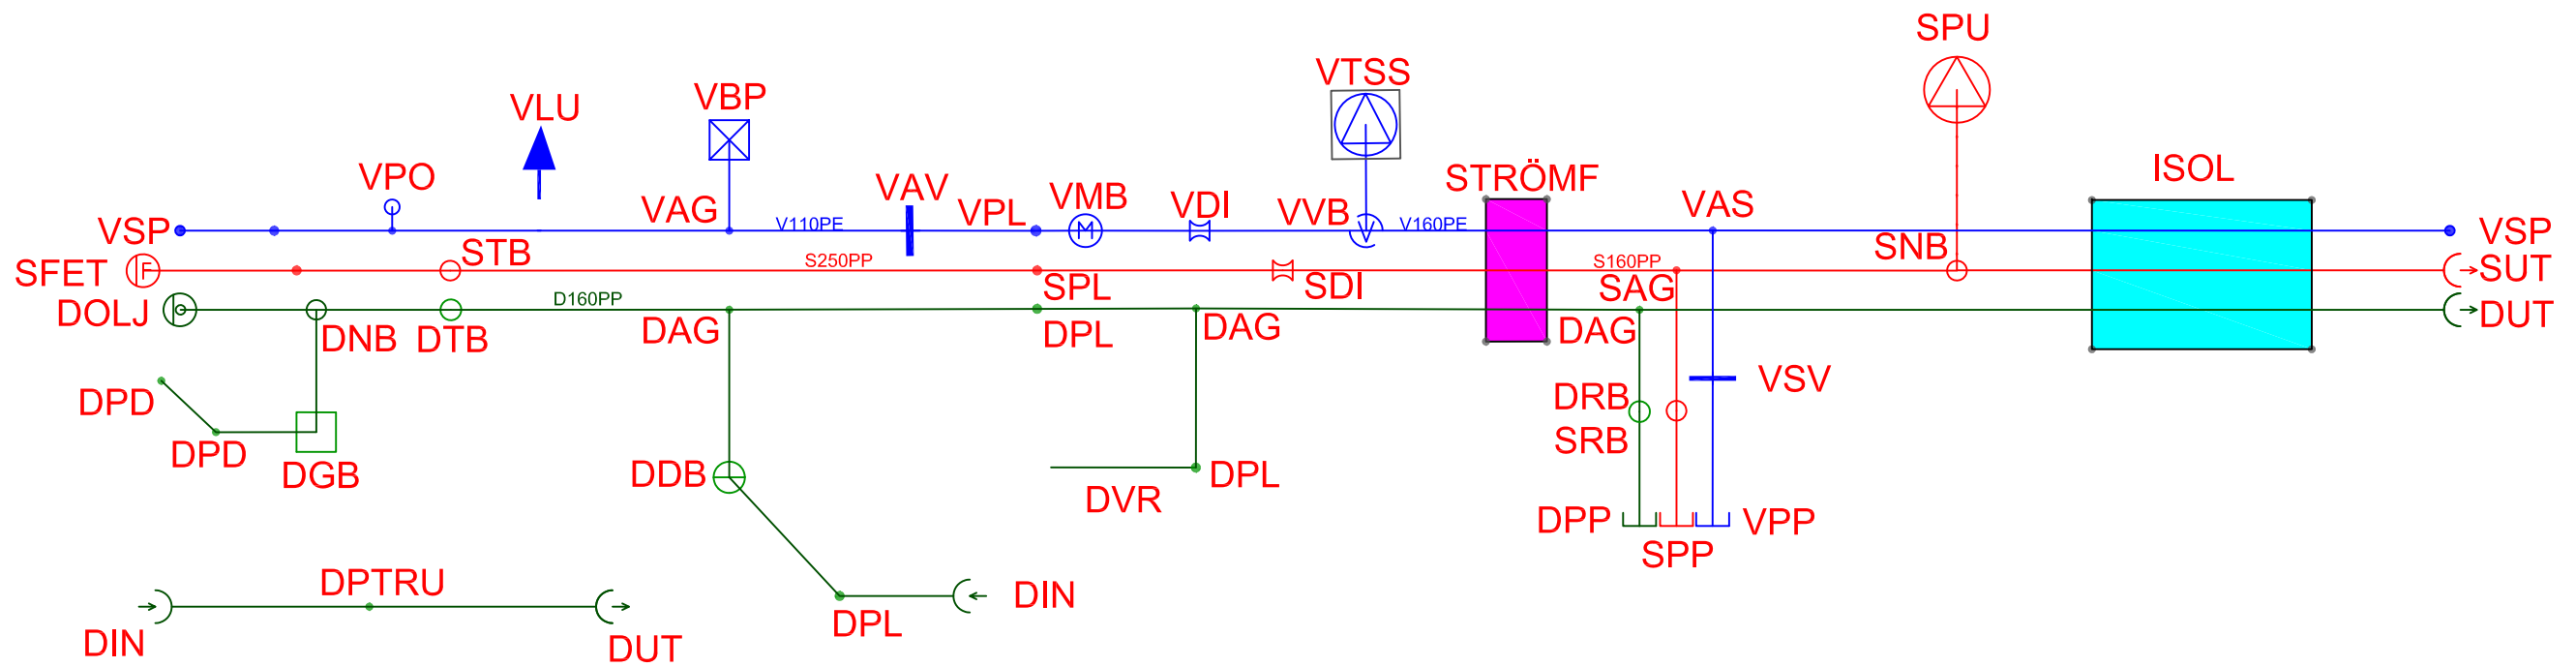 SPU
VTSS
VBP
VLU
STRÖMF
ISOL
VPO
VAV
VMB
VDI
VAS
VAG
VPL
VVB
VSP
V110PE
V160PE
VSP
STB
SNB
SFET
S250PP
S160PP
SUT
SPL
SDI
SAG
DOLJ
D160PP
DUT
DNB
DTB
DAG
DPL
DAG
DAG
VSV
DPD
DRB
SRB
DPD
DGB
DDB
DPL
DVR
DPP
VPP
SPP
DPTRU
DIN
DPL
DIN
DUT
F
M
V